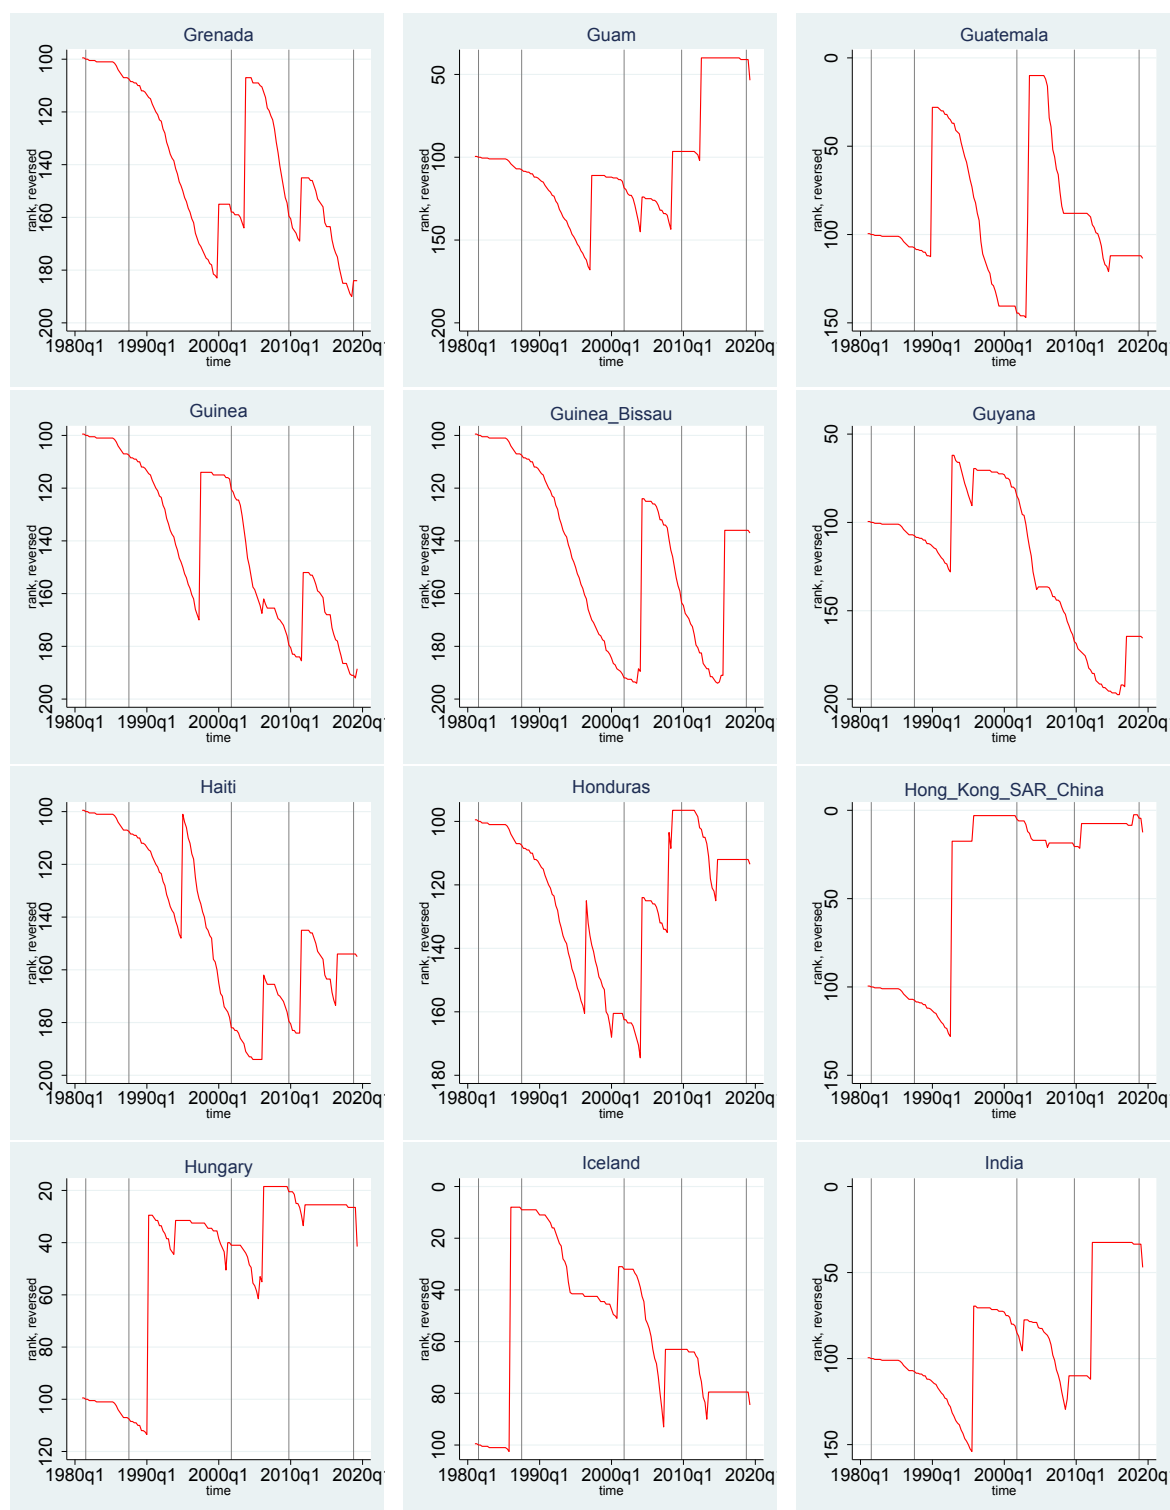 Grenada
rank, reversed
100
120
140
160
180
200
1980q1
1990q1
2000q1
2010q1
2020q
time
Guam
rank, reversed
50
100
150
200
1980q1
1990q1
2000q1
2010q1
2020q
time
Guatemala
rank, reversed
0
50
100
150
1980q1
1990q1
2000q1
2010q1
2020q
time
Guinea
rank, reversed
100
120
140
160
180
200
1980q1
1990q1
2000q1
2010q1
2020q
time
Guinea_Bissau
rank, reversed
100
120
140
160
180
200
1980q1
1990q1
2000q1
2010q1
2020q
time
Guyana
rank, reversed
50
100
150
200
1980q1
1990q1
2000q1
2010q1
2020q
time
Haiti
rank, reversed
100
120
140
160
180
200
1980q1
1990q1
2000q1
2010q1
2020q
time
Honduras
rank, reversed
100
120
140
160
180
1980q1
1990q1
2000q1
2010q1
2020q
time
Hong_Kong_SAR_China
rank, reversed
0
50
100
150
1980q1
1990q1
2000q1
2010q1
2020q
time
Hungary
rank, reversed
20
40
60
80
100
120
1980q1
1990q1
2000q1
2010q1
2020q
time
Iceland
rank, reversed
0
20
40
60
80
100
1980q1
1990q1
2000q1
2010q1
2020q
time
India
rank, reversed
0
50
100
150
1980q1
1990q1
2000q1
2010q1
2020q
time